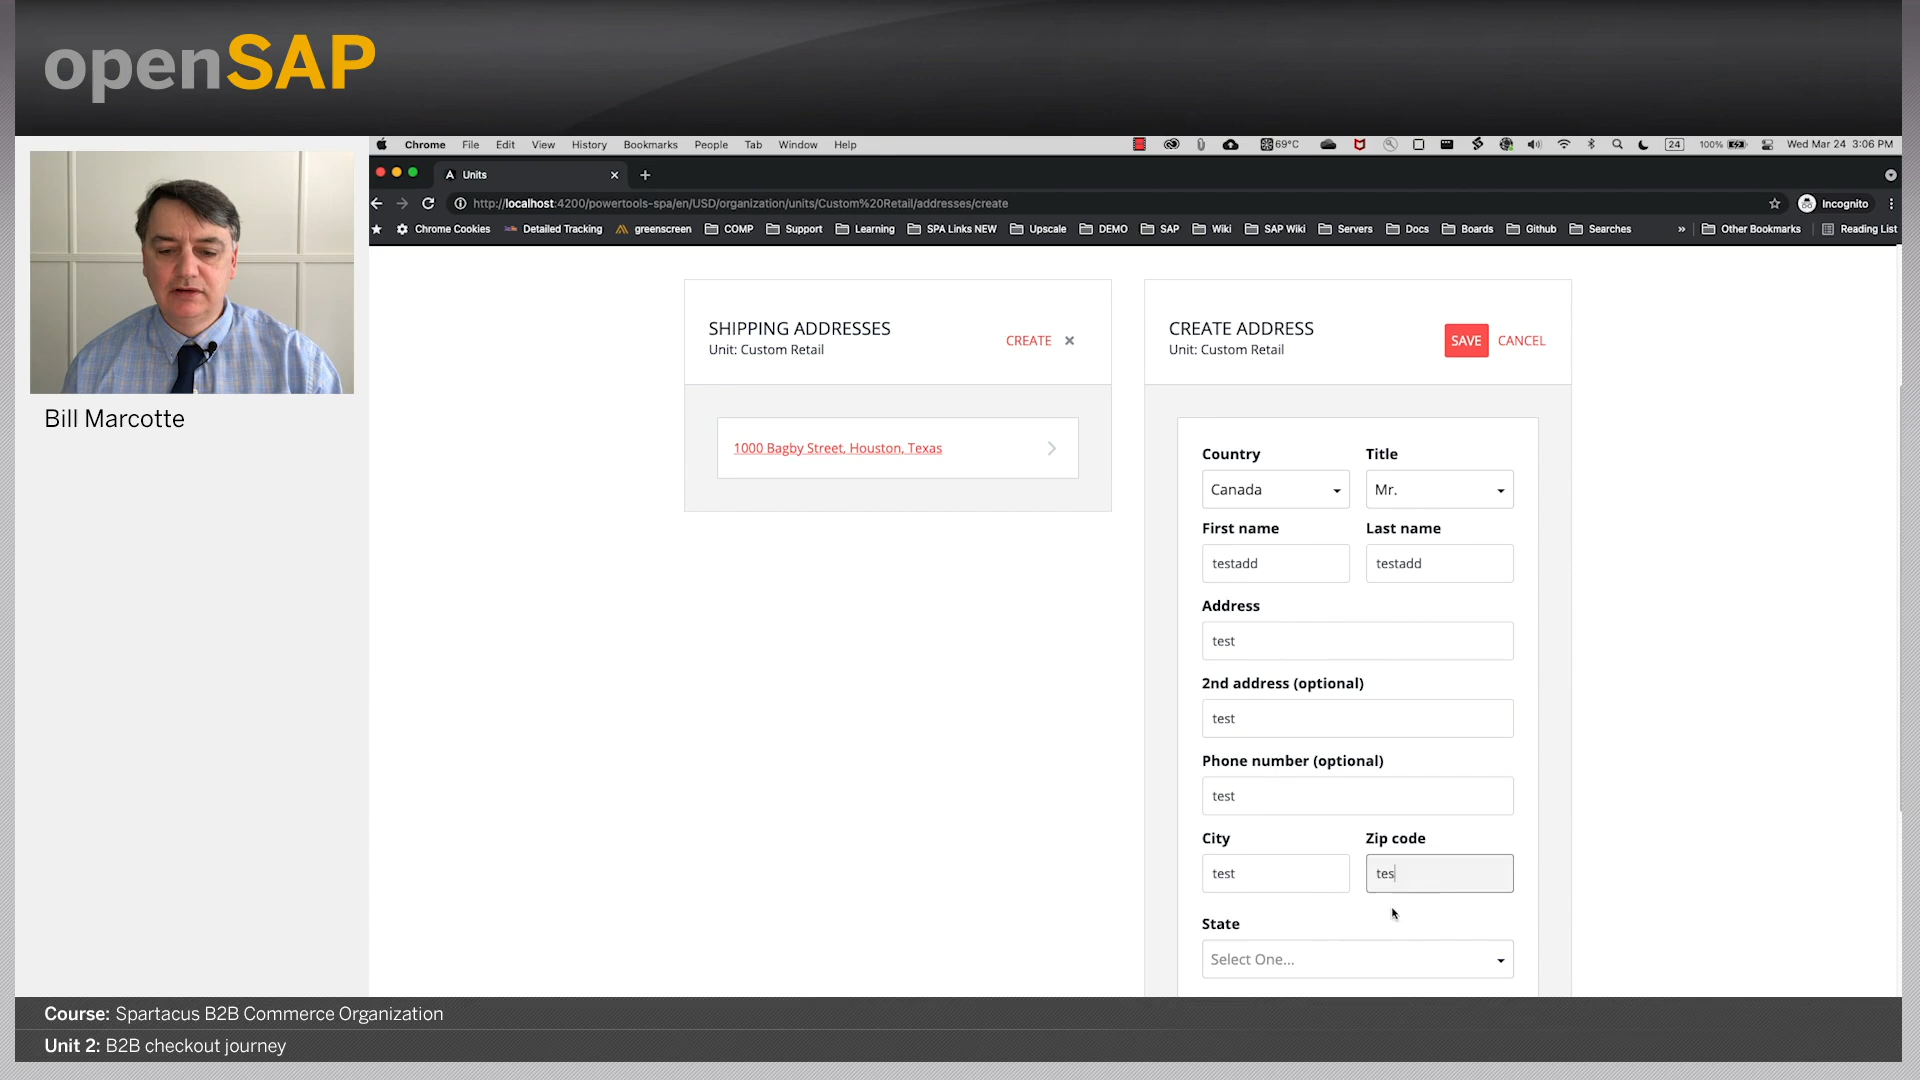 openSAP
Chrome File Edit View History Bookmarks People Tab Window Help 69°C 24 100% Wed Mar 24 3:06 PM
Units
http://localhost:4200/powertools-spa/en/USD/organization/units/Custom%20Retail/addresses/create Incognito
Chrome Cookies Detailed Tracking greenscreen COMP Support Learning SPA Links NEW Upscale DEMO SAP Wiki SAP Wiki Servers Docs Boards Github Searches » Other Bookmarks Reading List
SHIPPING ADDRESSES
Unit: Custom Retail
CREATE
1000 Bagby Street, Houston, Texas
CREATE ADDRESS
Unit: Custom Retail
SAVE CANCEL
Country Title
Canada Mr.
First name Last name
testadd testadd
Address
test
2nd address (optional)
test
Phone number (optional)
test
City Zip code
test tes
State
Select One...
Bill Marcotte
Course: Spartacus B2B Commerce Organization
Unit 2: B2B checkout journey